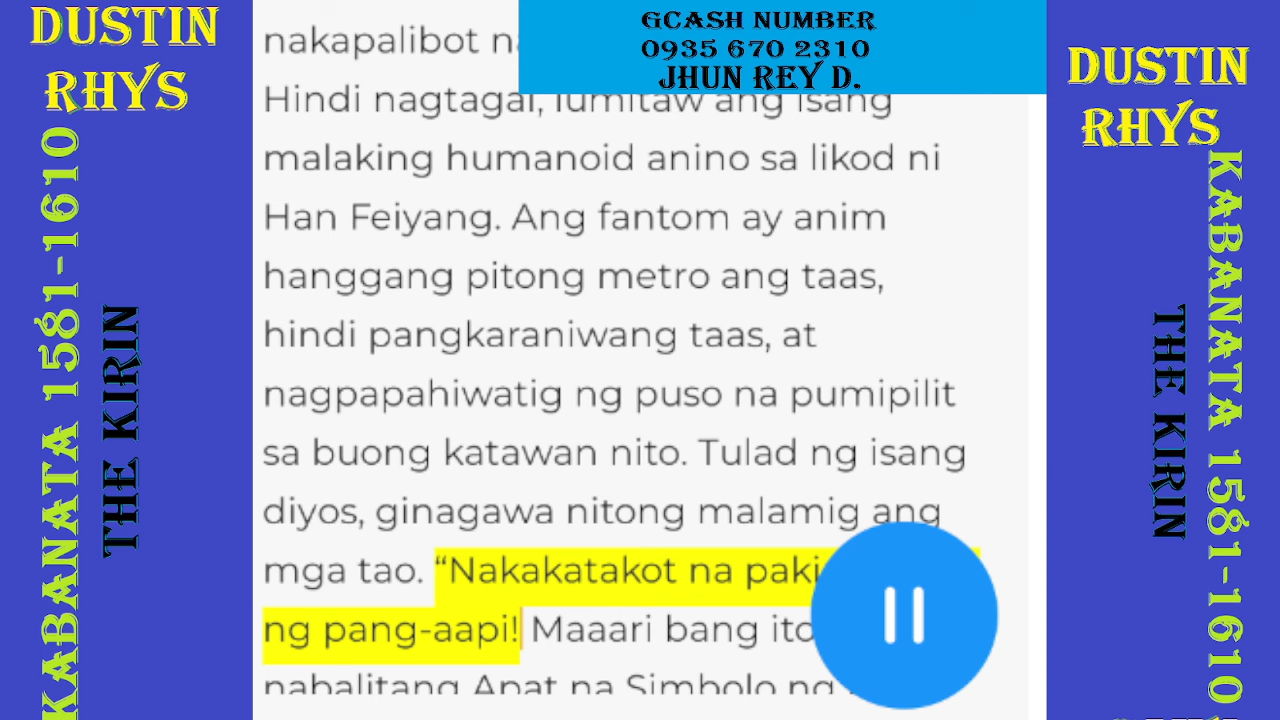 DUSTIN
RHYS
KABANATA 1581-1610
THE KIRIN
GCASH NUMBER
0935 670 2310
JHUN REY D.
nakapalibot
Hindi nagtagal, lumitaw ang isang
malaking humanoid anino sa likod ni
Han Feiyang. Ang fantom ay anim
hanggang pitong metro ang taas,
hindi pangkaraniwang taas, at
nagpapahiwatig ng puso na pumipilit
sa buong katawan nito. Tulad ng isang
diyos, ginagawa nitong malamig ang
mga tao. “Nakakatakot na
ng pang-aapi! Maaari bang ito
nabalitang Apat na Simbolo ng
DUSTIN
RHYS
KABANATA 1581-1610
THE KIRIN